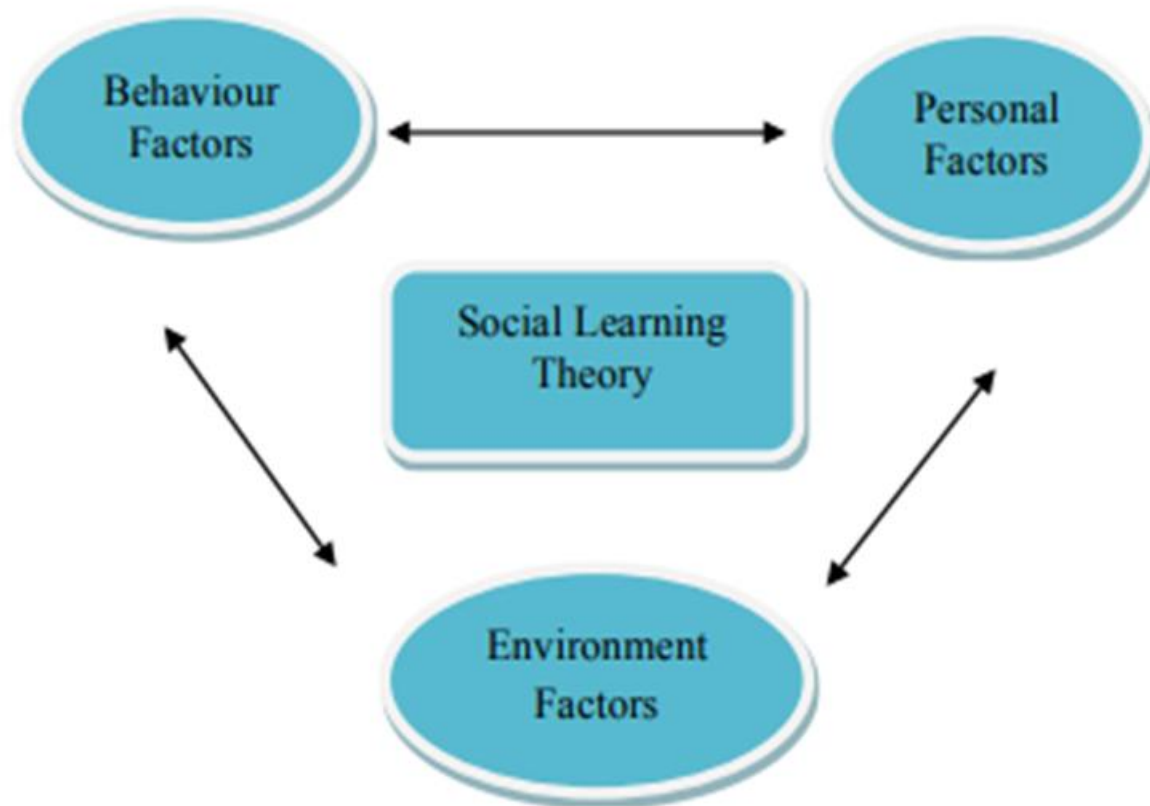 Behaviour
Factors
Personal
Factors
Social Learning
Theory
Environment
Factors